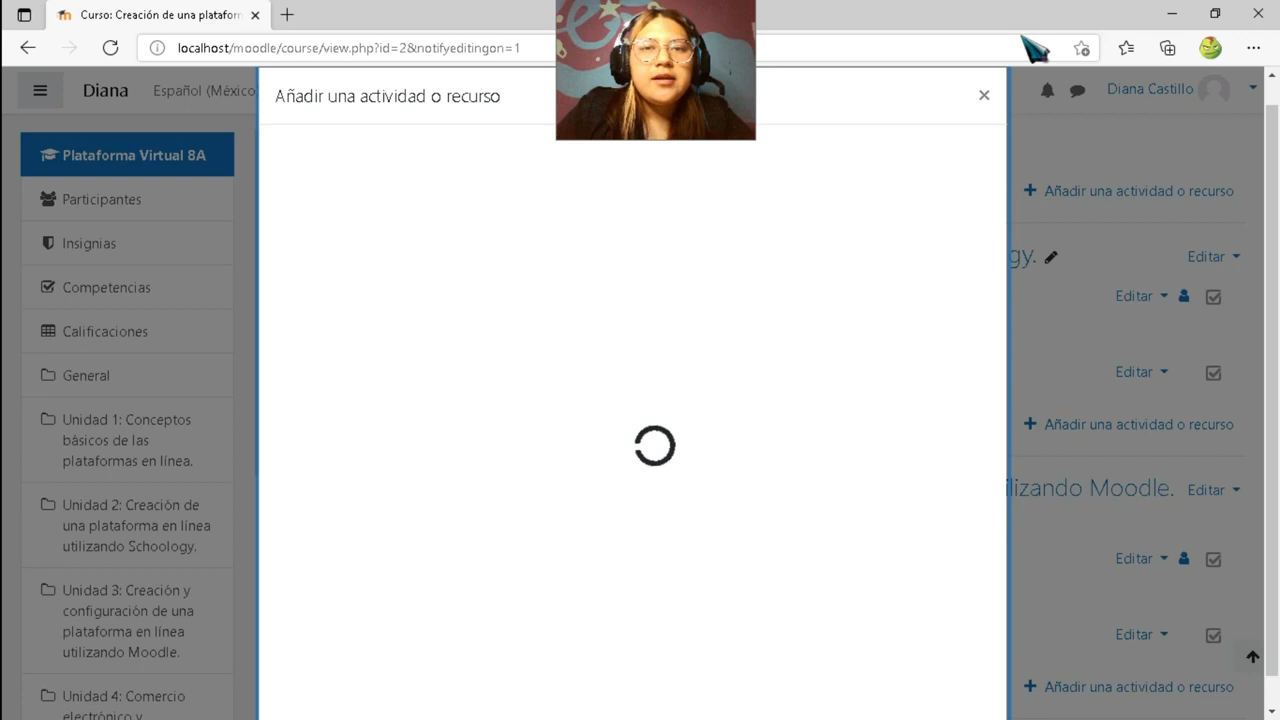 Curso: Creación de una platafor
localhost/moodle/course/view.php?id=2&notifyeditingon=1
Diana
Español (México
Añadir una actividad o recurso
Diana Castillo
Plataforma Virtual 8A
Participantes
Insignias
Competencias
Calificaciones
General
Unidad 1: Conceptos
básicos de las
plataformas en línea.
Unidad 2: Creación de
una plataforma en línea
utilizando Schoology.
Unidad 3: Creación y
configuración de una
plataforma en línea
utilizando Moodle.
Unidad 4: Comercio
electrónico y
Añadir una actividad o recurso
gy.
Editar
Editar
Editar
Añadir una actividad o recurso
ilizando Moodle.
Editar
Editar
Editar
Añadir una actividad o recurso